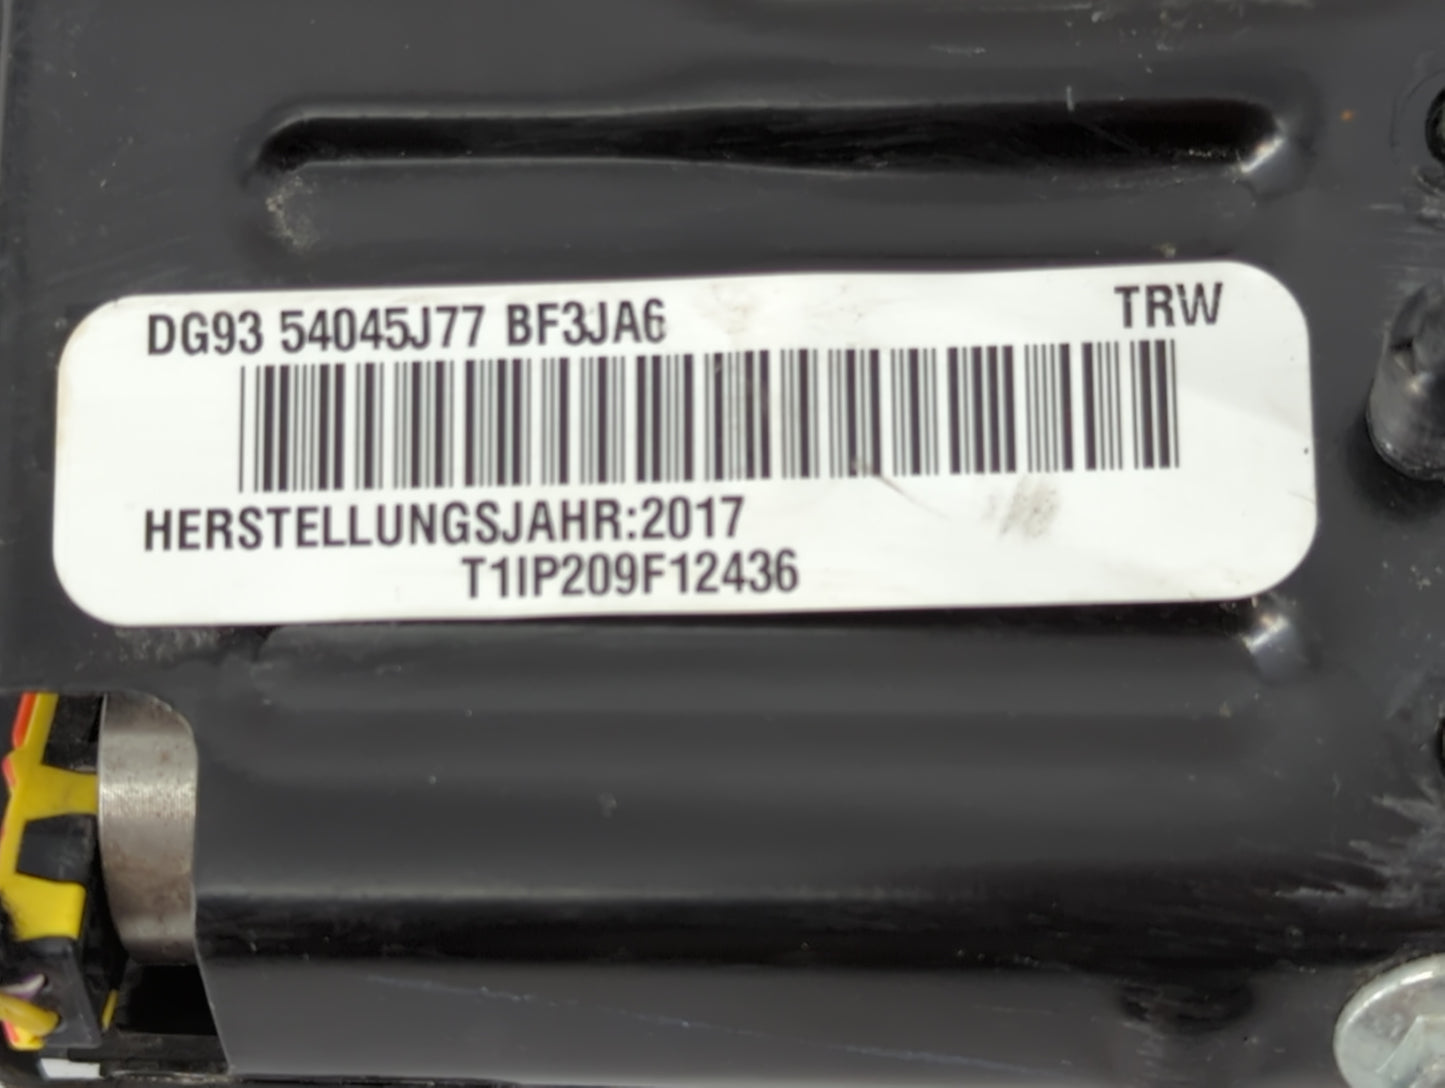 DG93 54045J77 BF3JA6 TRW
HERSTELLUNGSJAHR:2017
T1IP209F12436